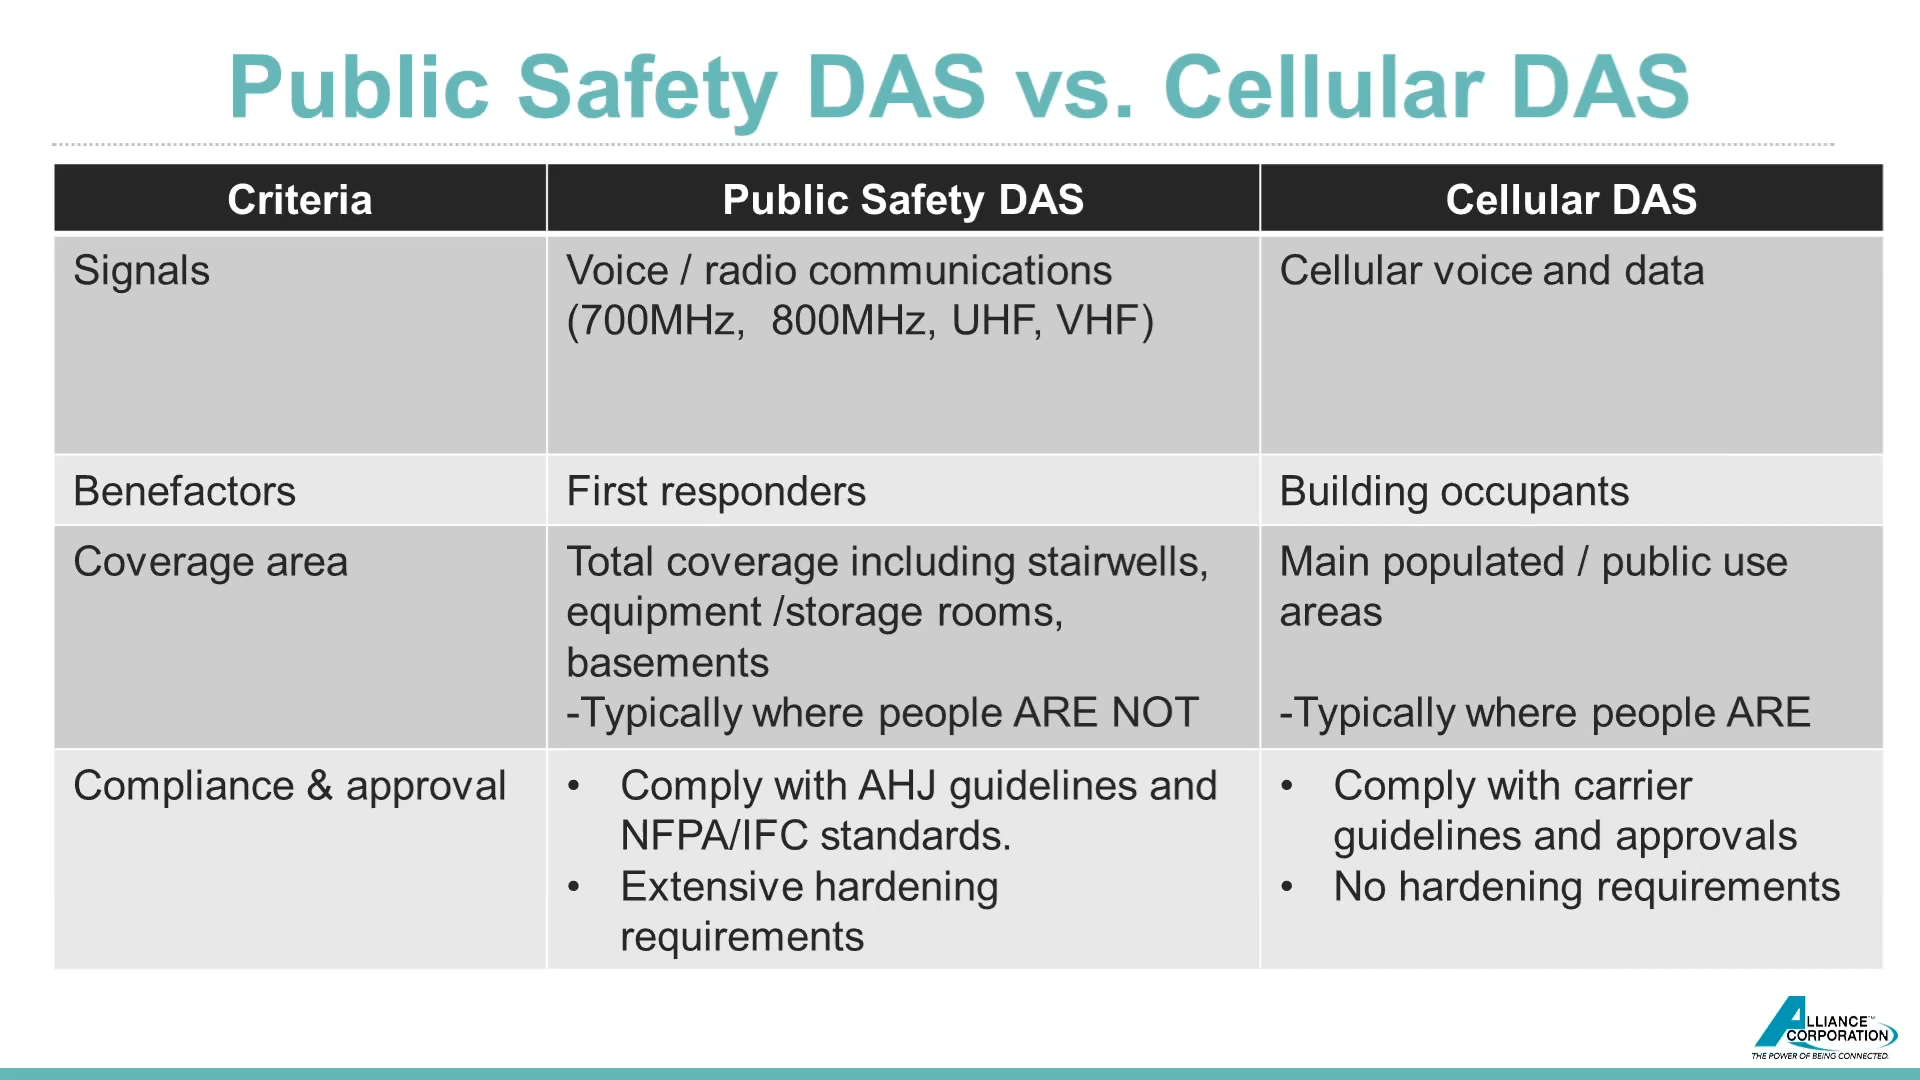 Public Safety DAS vs. Cellular DAS
Criteria
Public Safety DAS
Cellular DAS
Signals
Voice / radio communications
(700MHz, 800MHz, UHF, VHF)
Cellular voice and data
Benefactors
First responders
Building occupants
Coverage area
Total coverage including stairwells,
equipment /storage rooms,
basements
-Typically where people ARE NOT
Main populated / public use
areas
-Typically where people ARE
Compliance & approval
• Comply with AHJ guidelines and
NFPA/IFC standards.
• Extensive hardening
requirements
• Comply with carrier
guidelines and approvals
• No hardening requirements
ALLIANCE™
CORPORATION
THE POWER OF BEING CONNECTED.